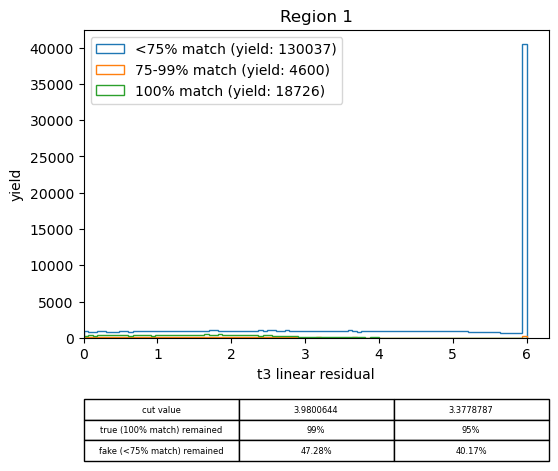 Region 1
<75% match (yield: 130037)
75-99% match (yield: 4600)
100% match (yield: 18726)
40000
35000
30000
25000
20000
15000
10000
5000
0
yield
0 1 2 3 4 5 6
t3 linear residual
cut value 3.9800644 3.3778787
true (100% match) remained 99% 95%
fake (<75% match) remained 47.28% 40.17%